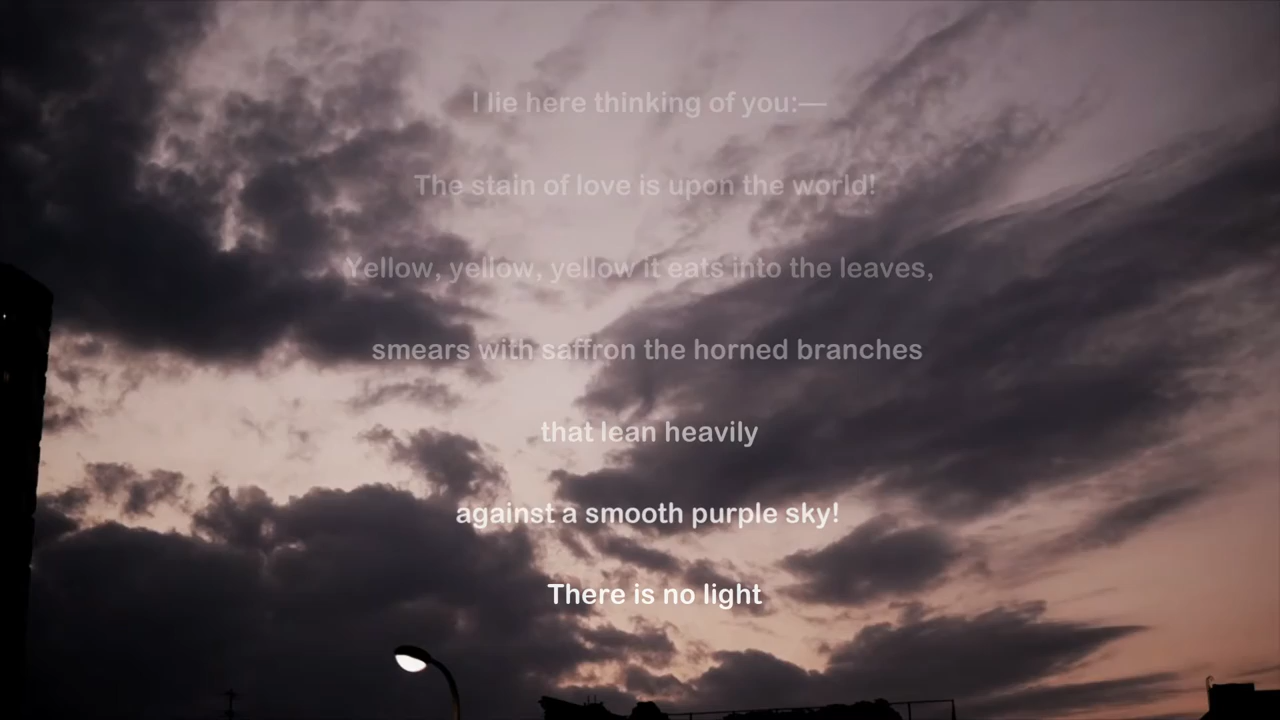 I lie here thinking of you:—
The stain of love is upon the world!
Yellow, yellow, yellow it eats into the leaves,
smears with saffron the horned branches
that lean heavily
against a smooth purple sky!
There is no light